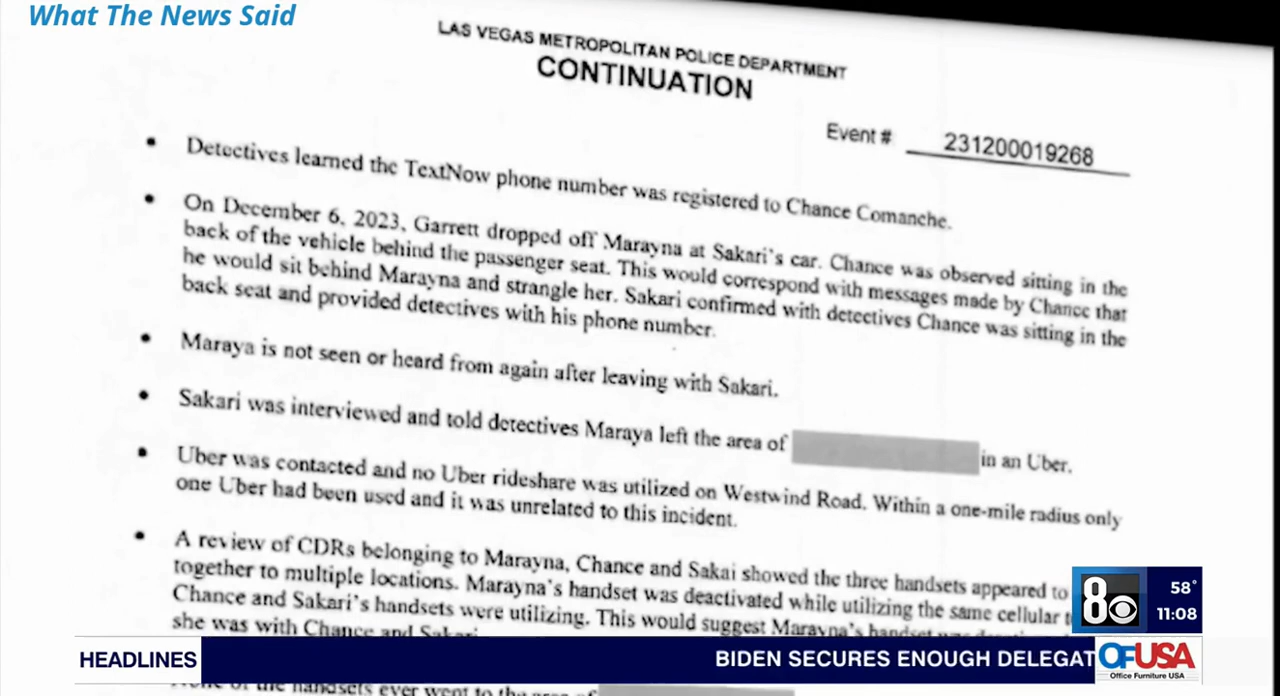 What The News Said
LAS VEGAS METROPOLITAN POLICE DEPARTMENT
CONTINUATION
Event # 231200019268
• Detectives learned the TextNow phone number was registered to Chance Comanche.
• On December 6, 2023, Garrett dropped off Marayna at Sakari's car. Chance was observed sitting in the
back of the vehicle behind the passenger seat. This would correspond with messages made by Chance that
he would sit behind Marayna and strangle her. Sakari confirmed with detectives Chance was sitting in the
back seat and provided detectives with his phone number.
• Maraya is not seen or heard from again after leaving with Sakari.
• Sakari was interviewed and told detectives Maraya left the area of in an Uber.
• Uber was contacted and no Uber rideshare was utilized on Westwind Road. Within a one-mile radius only
one Uber had been used and it was unrelated to this incident.
• A review of CDRs belonging to Marayna, Chance and Sakai showed the three handsets appeared to
together to multiple locations. Marayna's handset was deactivated while utilizing the same cellular
Chance and Sakari's handsets were utilizing. This would suggest Marayna's handset was
she was with Chance and Sakari.
of the handsets ever went to the area of
8
58°
11:08
HEADLINES
BIDEN SECURES ENOUGH DELEGAT
OFUSA
Office Furniture USA